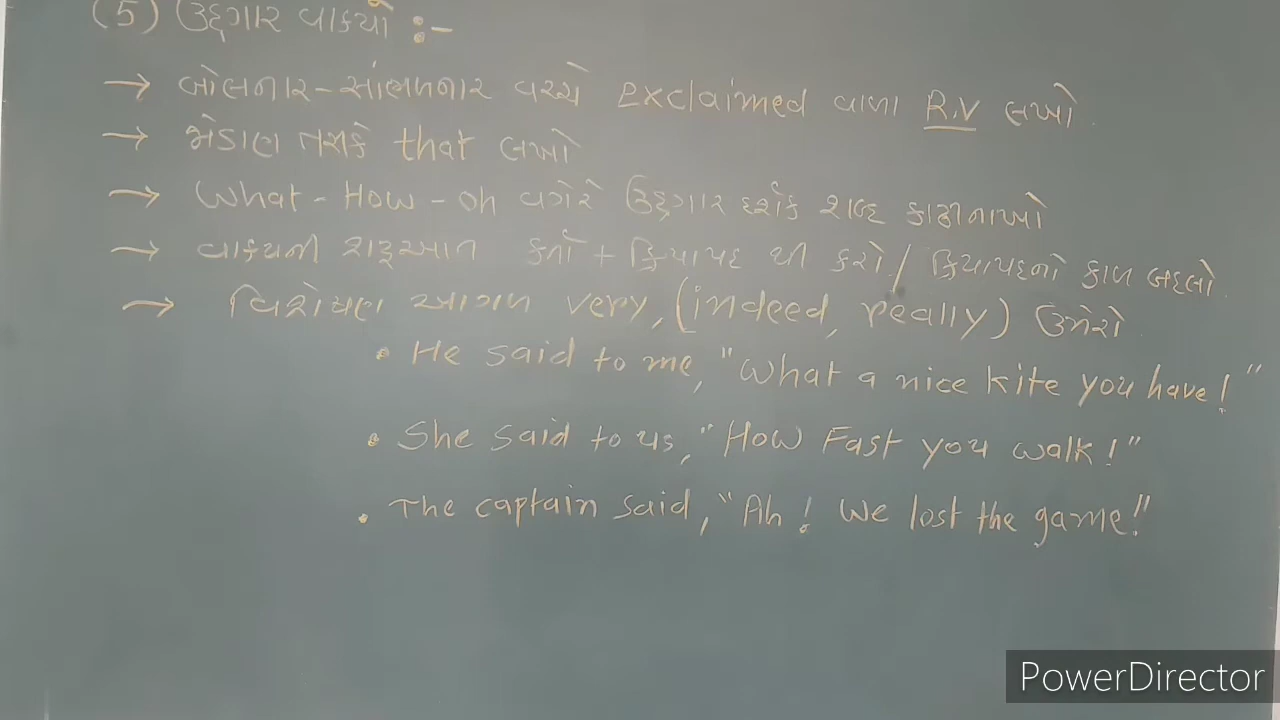 (5) ઉદ્દગાર વાક્યો :-
→ બોલનાર-સાંભળનાર વચ્ચે exclaimed વાળા R.V લખો.
→ જોડાણ તરીકે that લખો
→ What - How - Oh વગેરે ઉદ્દગાર દર્શક શબ્દ કાઢી નાખો
→ વાક્યની શરૂઆત કર્તા + ક્રિયાપદ થી કરો / ક્રિયાપદનો કાળ બદલો.
→ વિશેષણ આગળ very, (indeed, really) ઉમેરો
• He said to me, "What a nice kite you have!"
• She said to us, "How Fast you walk!"
• The captain said, "Ah! We lost the game!"
PowerDirector